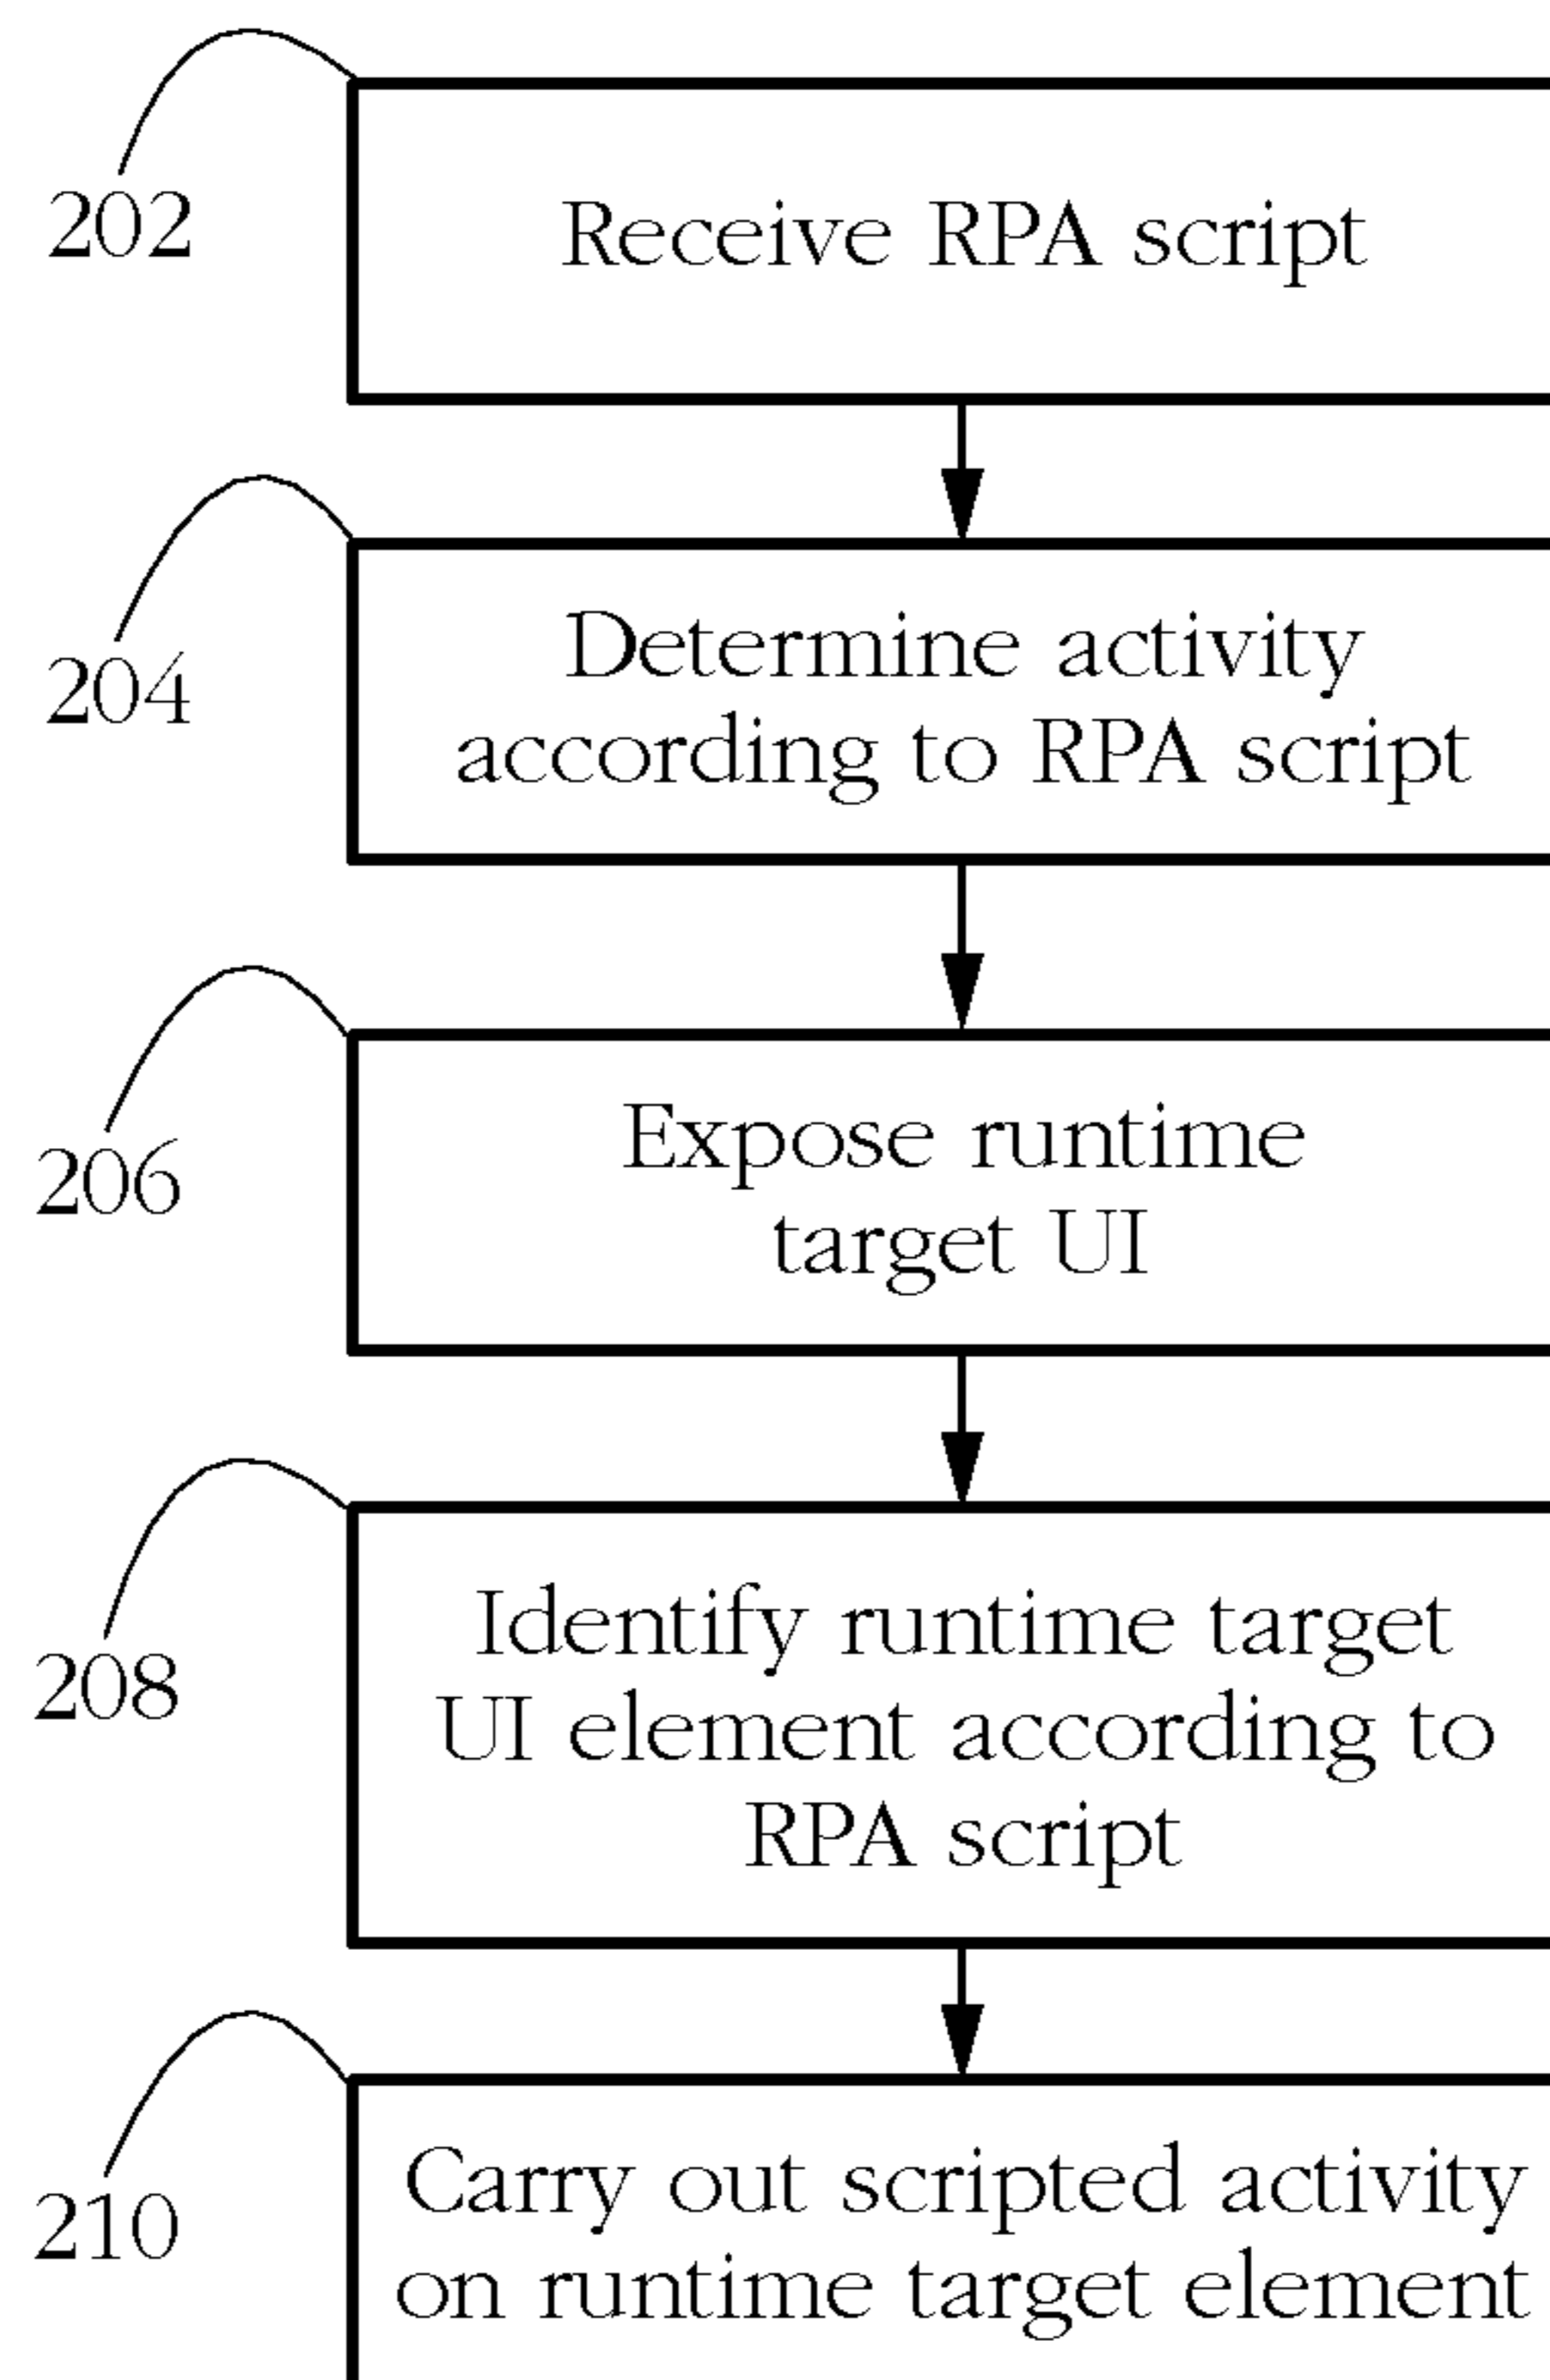 202
Receive RPA script
204
Determine activity
according to RPA script
206
Expose runtime
target UI
208
Identify runtime target
UI element according to
RPA script
210
Carry out scripted activity
on runtime target element